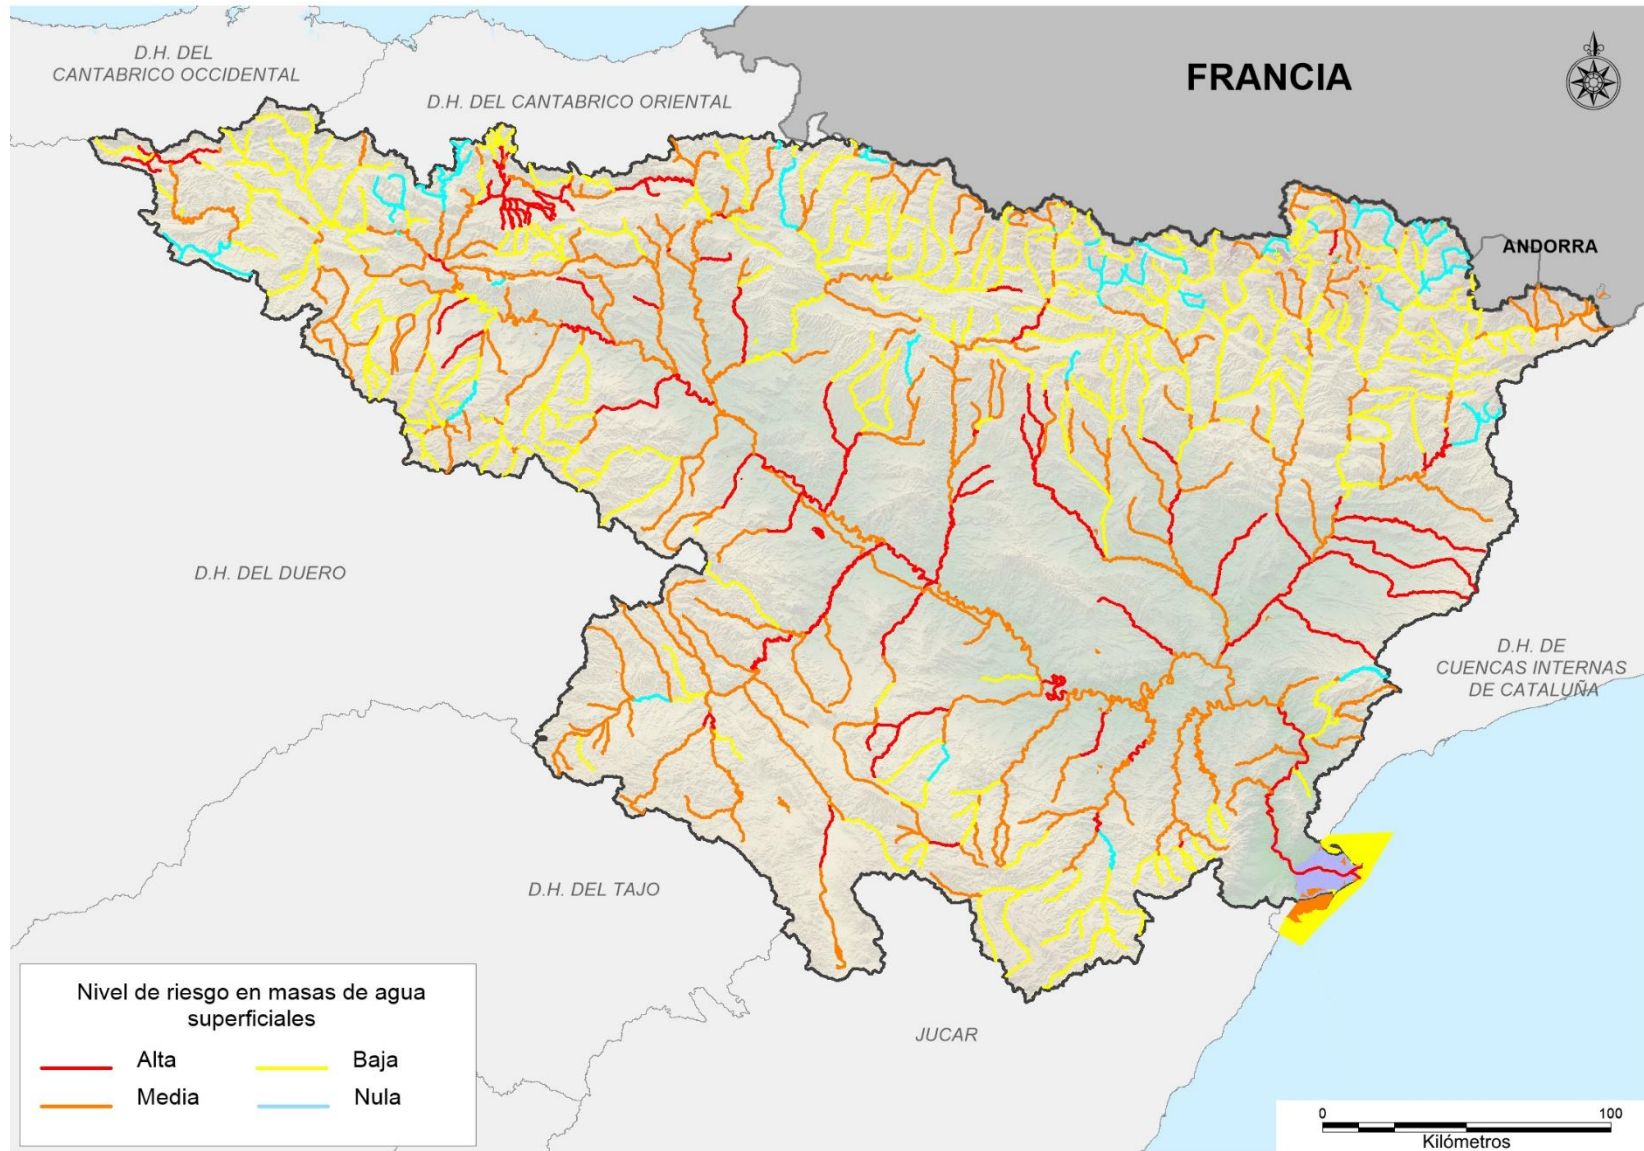 D.H. DEL
CANTABRICO OCCIDENTAL
D.H. DEL CANTABRICO ORIENTAL
FRANCIA
ANDORRA
D.H. DEL DUERO
D.H. DE
CUENCAS INTERNAS
DE CATALUÑA
D.H. DEL TAJO
JUCAR
Nivel de riesgo en masas de agua
superficiales
Alta
Baja
Media
Nula
0
100
Kilómetros